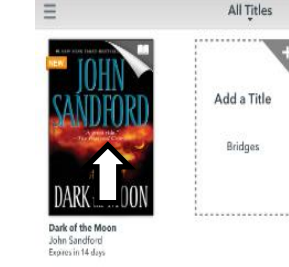 All Titles
#1 NEW YORK TIMES BESTSELLER
NEW
JOHN
SANDFORD
DARK MOON
Add a Title
Bridges
Dark of the Moon
John Sandford
Expires in 14 days